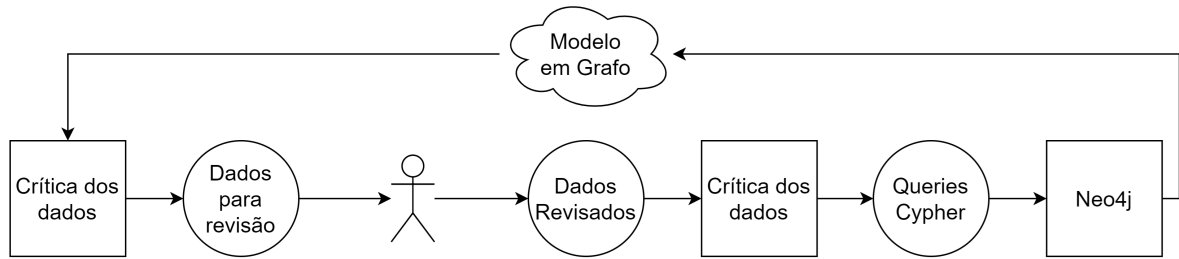 Modelo
em Grafo
Crítica dos
dados
Dados
para
revisão
Dados
Revisados
Crítica dos
dados
Queries
Cypher
Neo4j